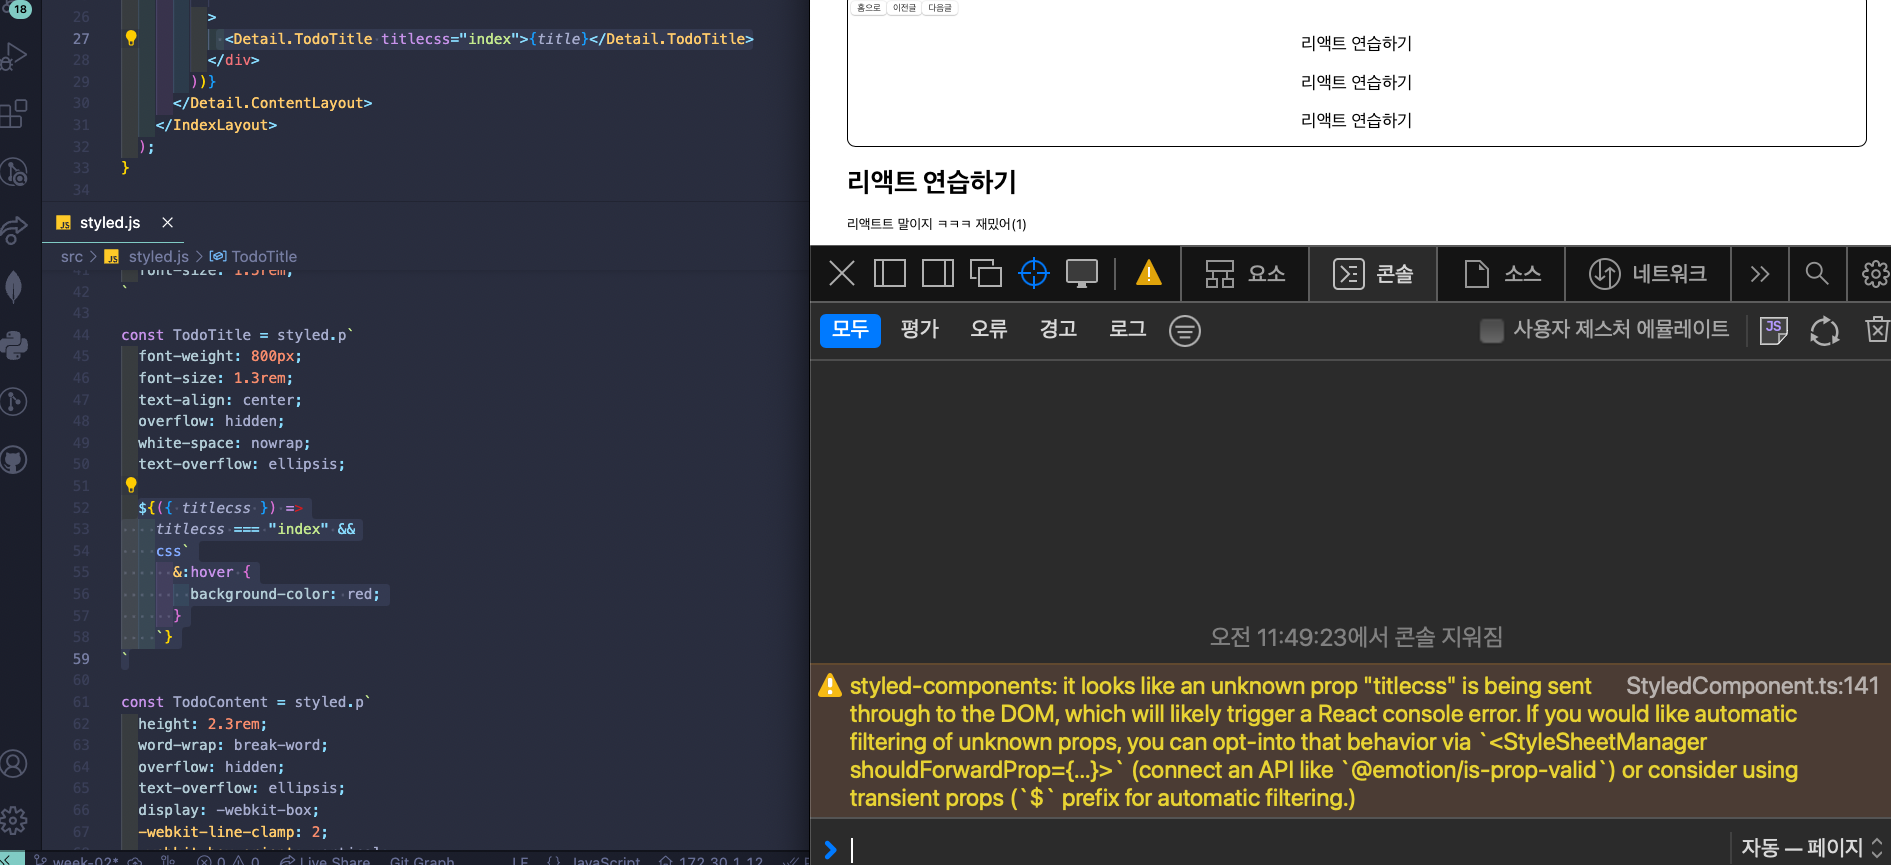 18
26 >
27 <Detail.TodoTitle titlecss="index">{title}</Detail.TodoTitle>
28 </div>
29 ))}
30 </Detail.ContentLayout>
31 </IndexLayout>
32 );
33 }
34
JS styled.js
src > JS styled.js > TodoTitle
41 font-size: 1.3rem;
42 `
43
44 const TodoTitle = styled.p`
45 font-weight: 800px;
46 font-size: 1.3rem;
47 text-align: center;
48 overflow: hidden;
49 white-space: nowrap;
50 text-overflow: ellipsis;
51
52 ${({ titlecss }) =>
53 titlecss === "index" &&
54 css`
55 &:hover {
56 background-color: red;
57 }
58 `}
59 `
60
61 const TodoContent = styled.p`
62 height: 2.3rem;
63 word-wrap: break-word;
64 overflow: hidden;
65 text-overflow: ellipsis;
66 display: -webkit-box;
67 -webkit-line-clamp: 2;
week-02* 0 0 Live Share Git Graph LF {} JavaScript 172.30.1.12
홈으로 이전글 다음글
리액트 연습하기
리액트 연습하기
리액트 연습하기
리액트 연습하기
리액트트 말이지 ㅋㅋㅋ 재밌어(1)
요소 콘솔 소스 네트워크
모두 평가 오류 경고 로그 사용자 제스처 에뮬레이트 JS
오전 11:49:23에서 콘솔 지워짐
styled-components: it looks like an unknown prop "titlecss" is being sent StyledComponent.ts:141
through to the DOM, which will likely trigger a React console error. If you would like automatic
filtering of unknown props, you can opt-into that behavior via `<StyleSheetManager
shouldForwardProp={...}>` (connect an API like `@emotion/is-prop-valid`) or consider using
transient props (`$` prefix for automatic filtering.)
자동 — 페이지